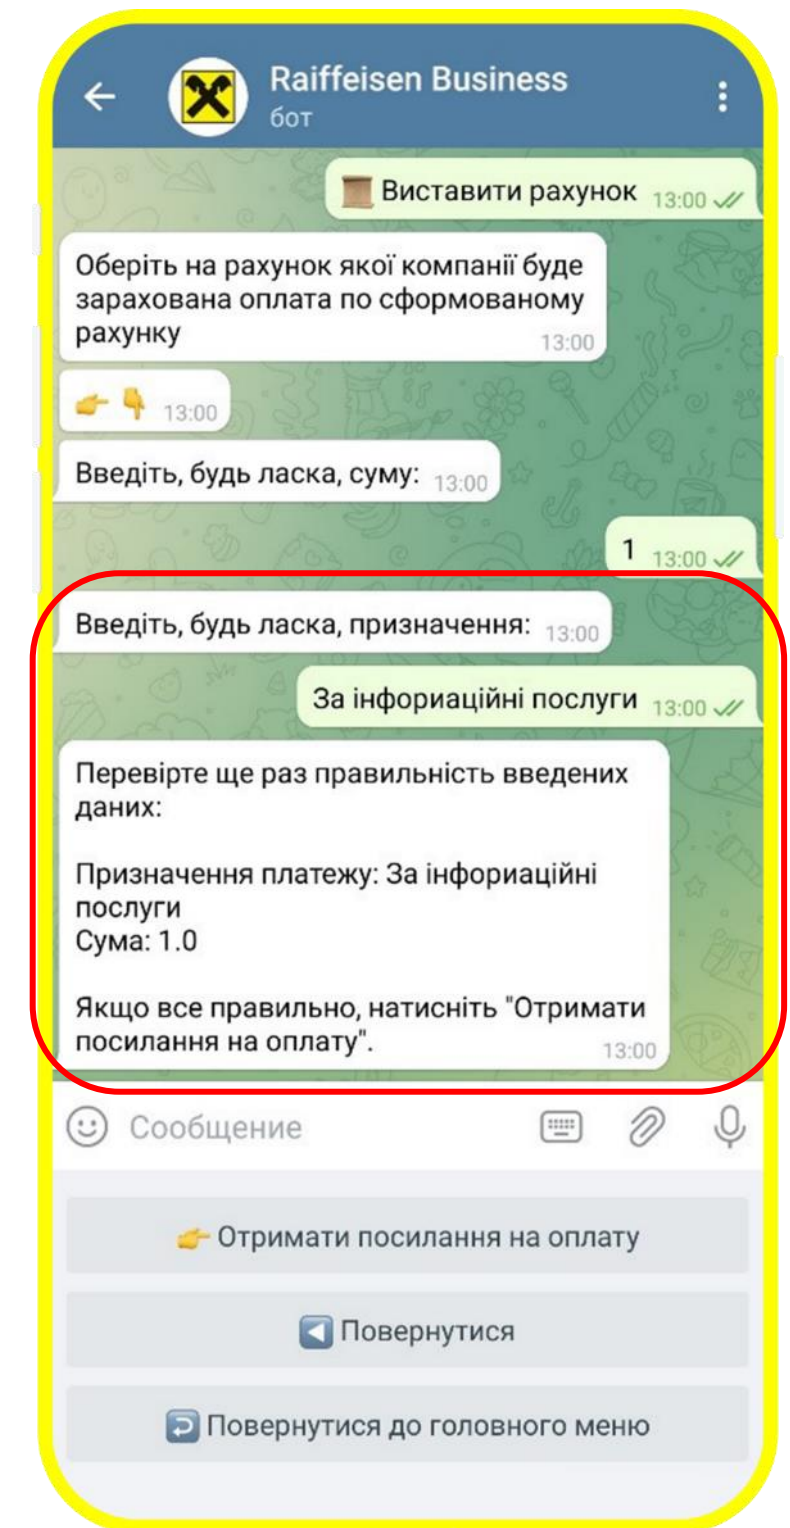 Raiffeisen Business
бот
Виставити рахунок 13:00
Оберіть на рахунок якої компанії буде
зарахована оплата по сформованому
рахунку 13:00
13:00
Введіть, будь ласка, суму: 13:00
1 13:00
Введіть, будь ласка, призначення: 13:00
За інфориаційні послуги 13:00
Перевірте ще раз правильність введених
даних:
Призначення платежу: За інфориаційні
послуги
Сума: 1.0
Якщо все правильно, натисніть "Отримати
посилання на оплату". 13:00
Сообщение
Отримати посилання на оплату
Повернутися
Повернутися до головного меню